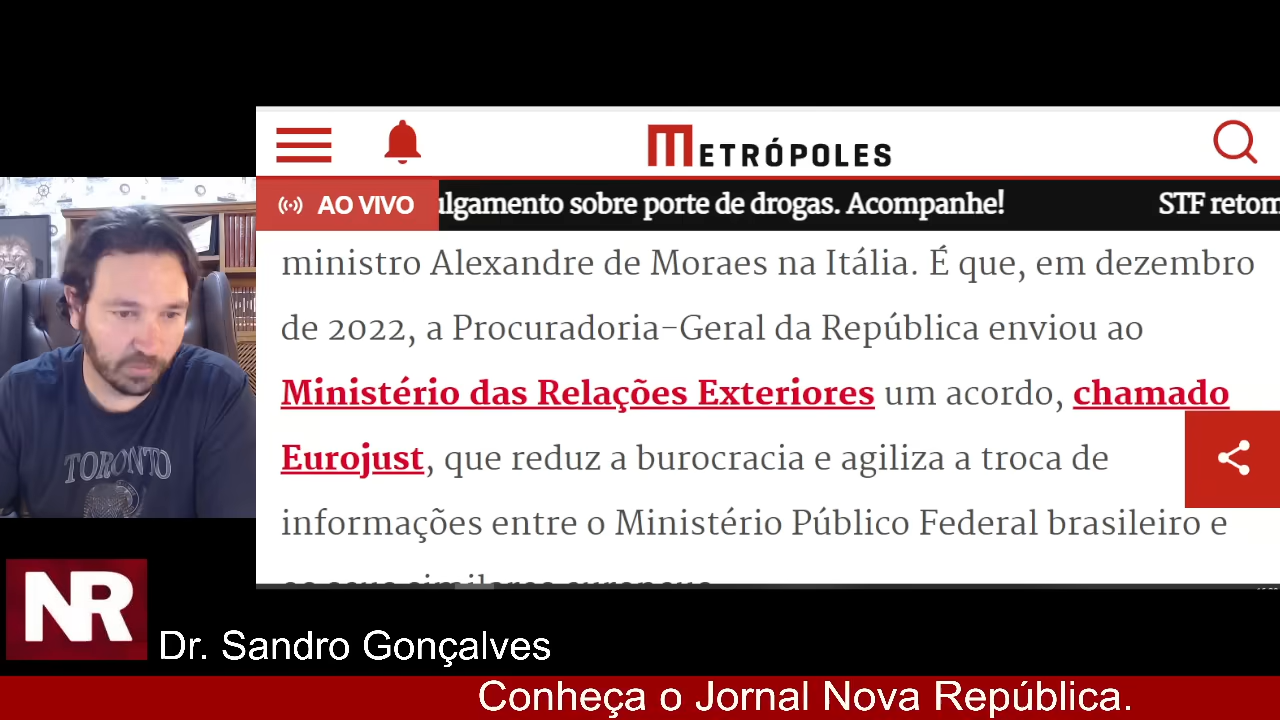 METRÓPOLES
AO VIVO
ulgamento sobre porte de drogas. Acompanhe!
STF retom
ministro Alexandre de Moraes na Itália. É que, em dezembro
de 2022, a Procuradoria-Geral da República enviou ao
Ministério das Relações Exteriores um acordo, chamado
Eurojust, que reduz a burocracia e agiliza a troca de
informações entre o Ministério Público Federal brasileiro e
TORONTO
NR
Dr. Sandro Gonçalves
Conheça o Jornal Nova República.